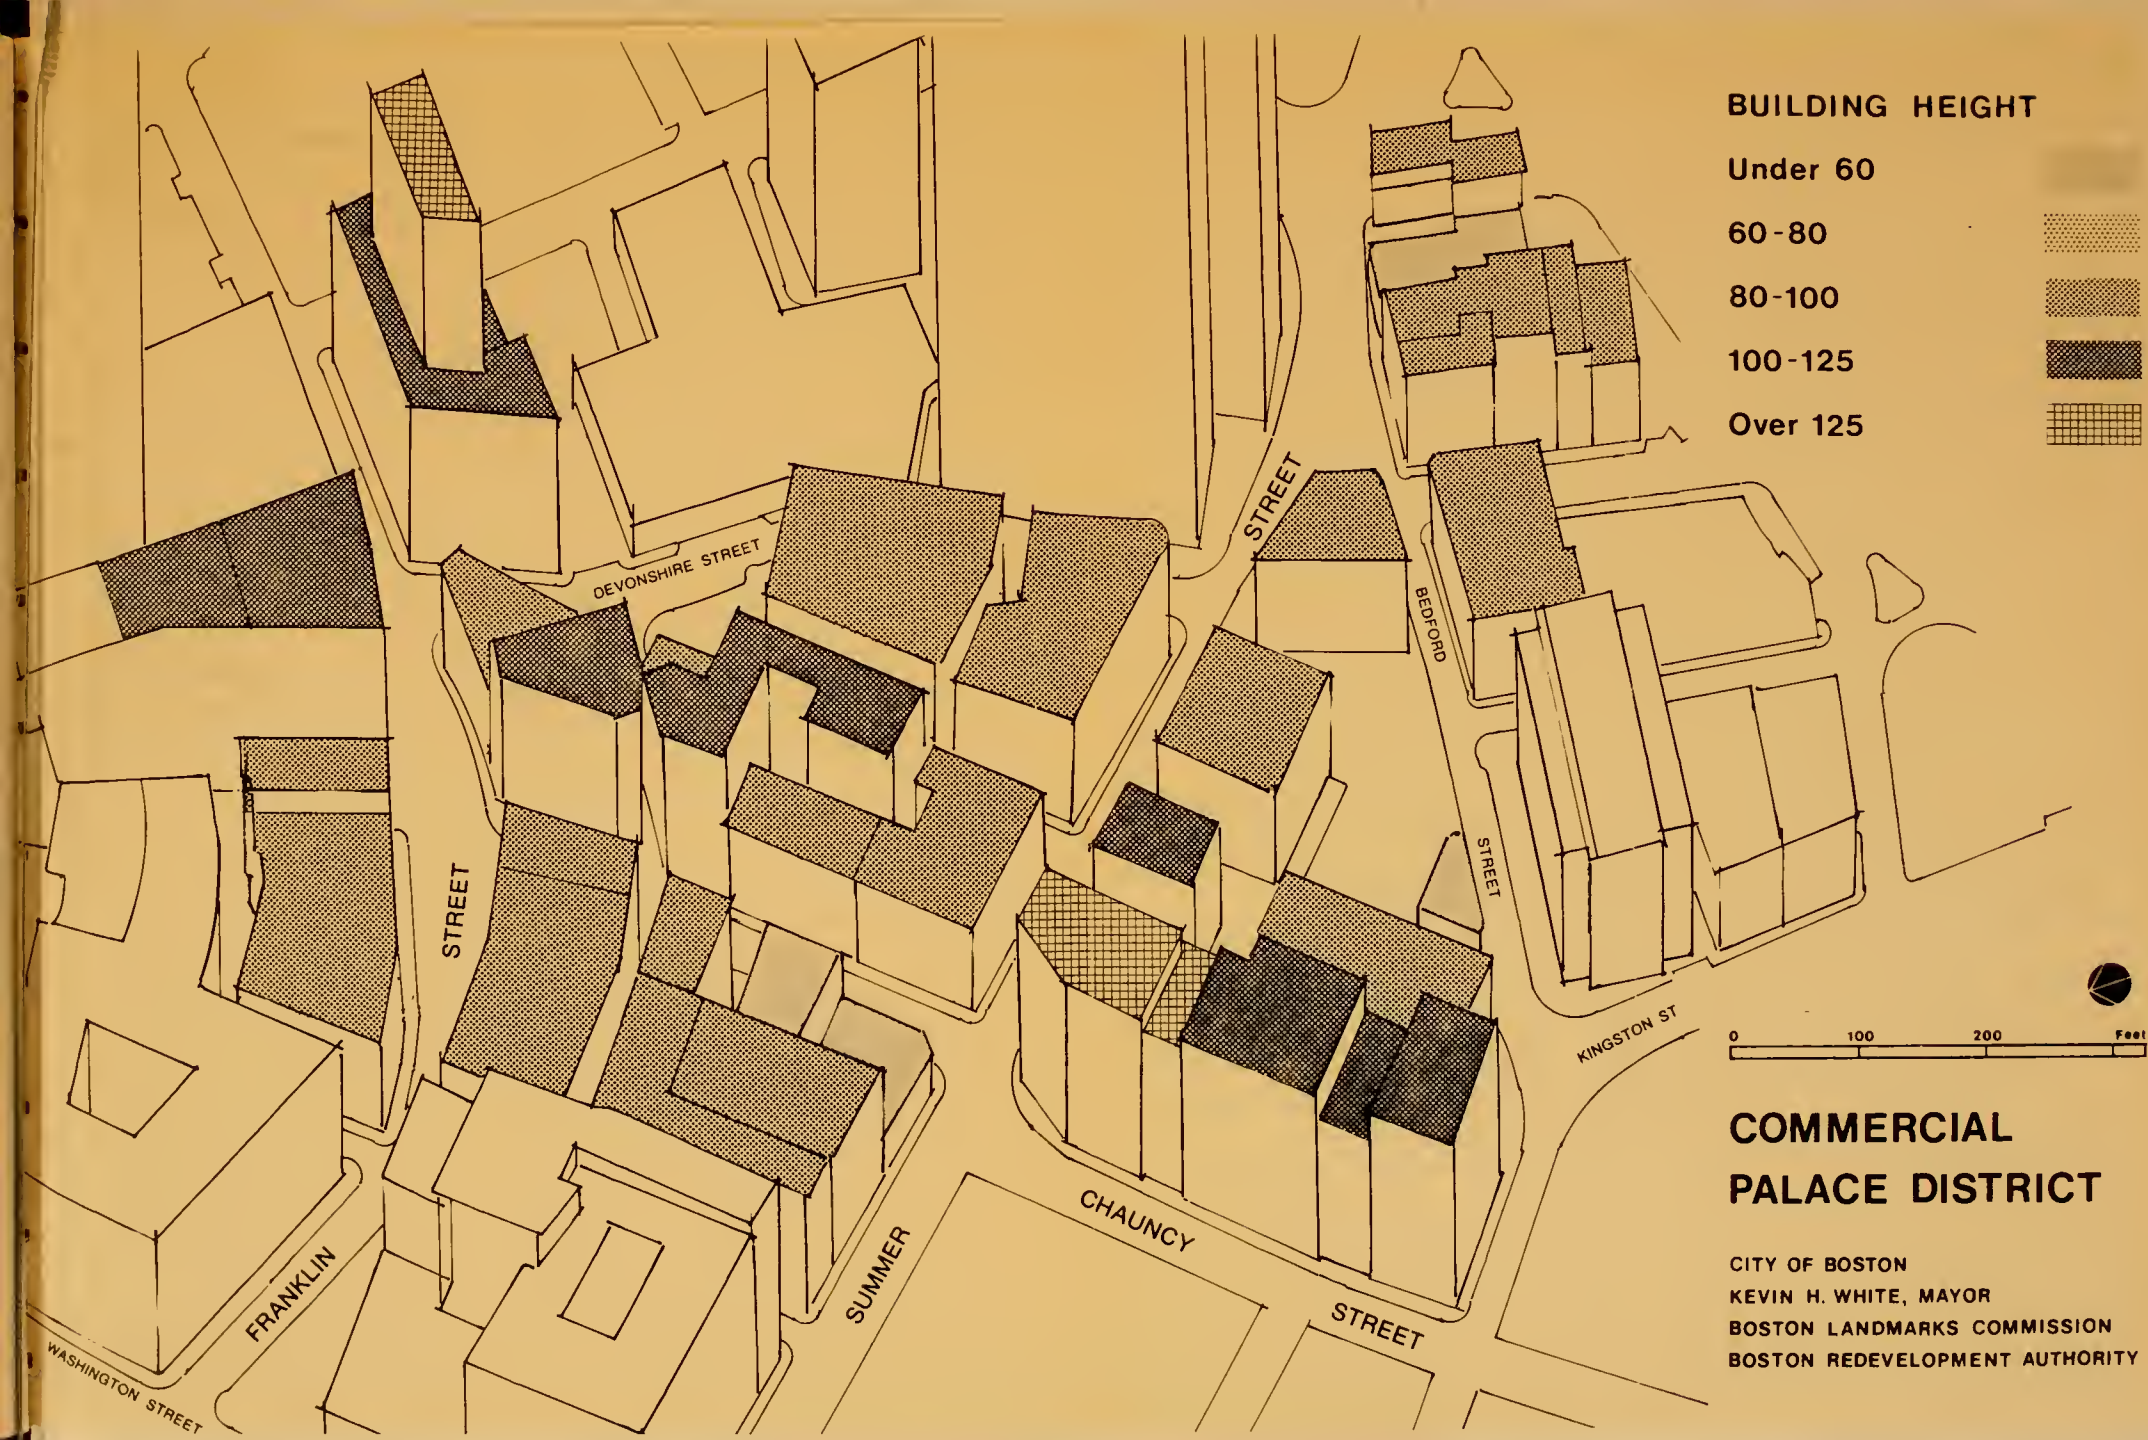 BUILDING HEIGHT
Under 60
60-80
80-100
100-125
Over 125
STREET
DEVONSHIRE STREET
BEDFORD
STREET
STREET
KINGSTON ST
0 100 200 Feet
COMMERCIAL
PALACE DISTRICT
CHAUNCY
STREET
SUMMER
FRANKLIN
WASHINGTON STREET
CITY OF BOSTON
KEVIN H. WHITE, MAYOR
BOSTON LANDMARKS COMMISSION
BOSTON REDEVELOPMENT AUTHORITY